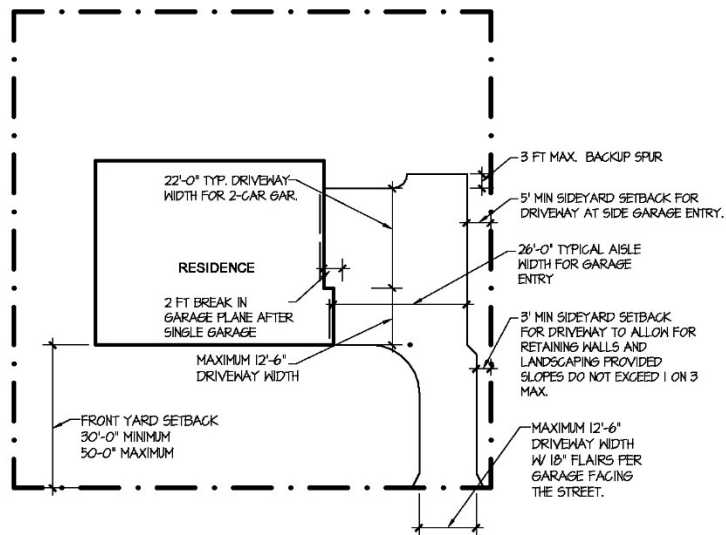 3 FT MAX. BACKUP SPUR
22'-0" TYP. DRIVEWAY
WIDTH FOR 2-CAR GAR.
5' MIN SIDEYARD SETBACK FOR
DRIVEWAY AT SIDE GARAGE ENTRY.
RESIDENCE
26'-0" TYPICAL AISLE
WIDTH FOR GARAGE
ENTRY
2 FT BREAK IN
GARAGE PLANE AFTER
SINGLE GARAGE
3' MIN SIDEYARD SETBACK
FOR DRIVEWAY TO ALLOW FOR
RETAINING WALLS AND
LANDSCAPING PROVIDED
SLOPES DO NOT EXCEED 1 ON 3
MAX.
MAXIMUM 12'-6"
DRIVEWAY WIDTH
FRONT YARD SETBACK
30'-0" MINIMUM
50-0" MAXIMUM
MAXIMUM 12'-6"
DRIVEWAY WIDTH
W/ 18" FLAIRS PER
GARAGE FACING
THE STREET.